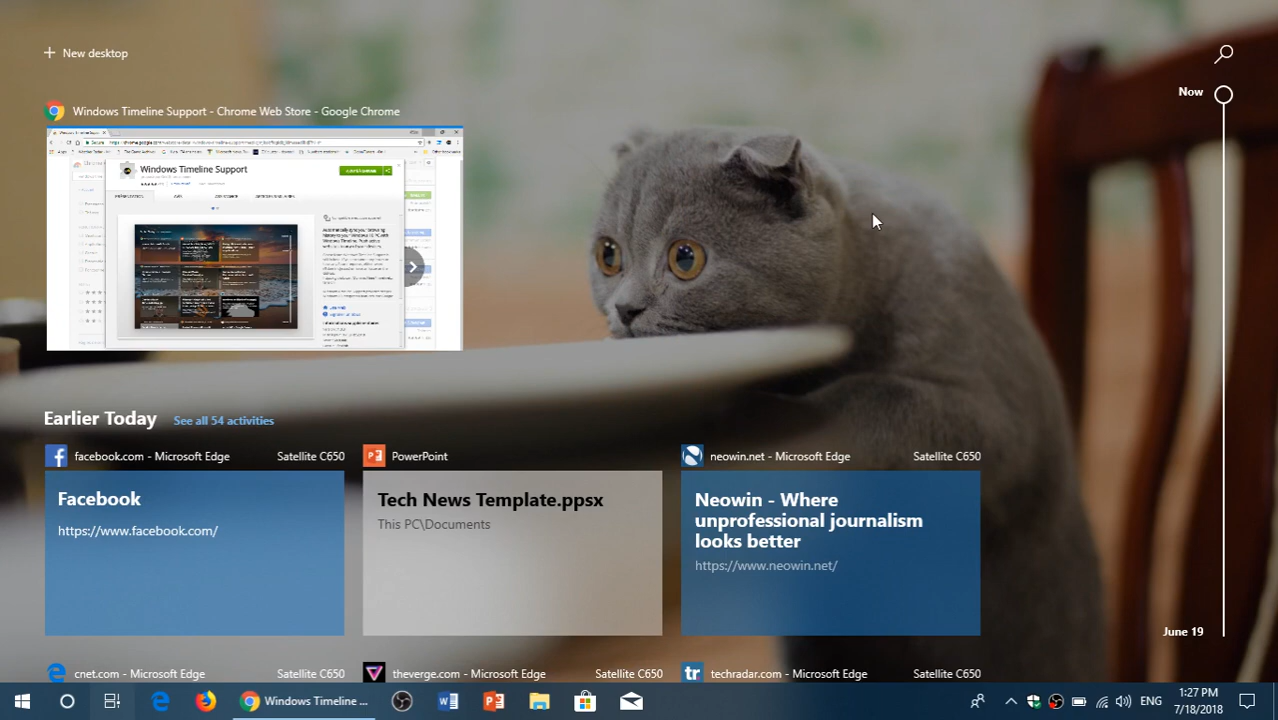 New desktop
Now
Windows Timeline Support - Chrome Web Store - Google Chrome
Windows Timeline Support
Earlier Today
See all 54 activities
facebook.com - Microsoft Edge
Satellite C650
PowerPoint
neowin.net - Microsoft Edge
Satellite C650
Facebook
https://www.facebook.com/
Tech News Template.ppsx
This PC\Documents
Neowin - Where
unprofessional journalism
looks better
https://www.neowin.net/
June 19
cnet.com - Microsoft Edge
Satellite C650
theverge.com - Microsoft Edge
Satellite C650
tr
techradar.com - Microsoft Edge
Satellite C650
Windows Timeline ...
ENG
1:27 PM
7/18/2018